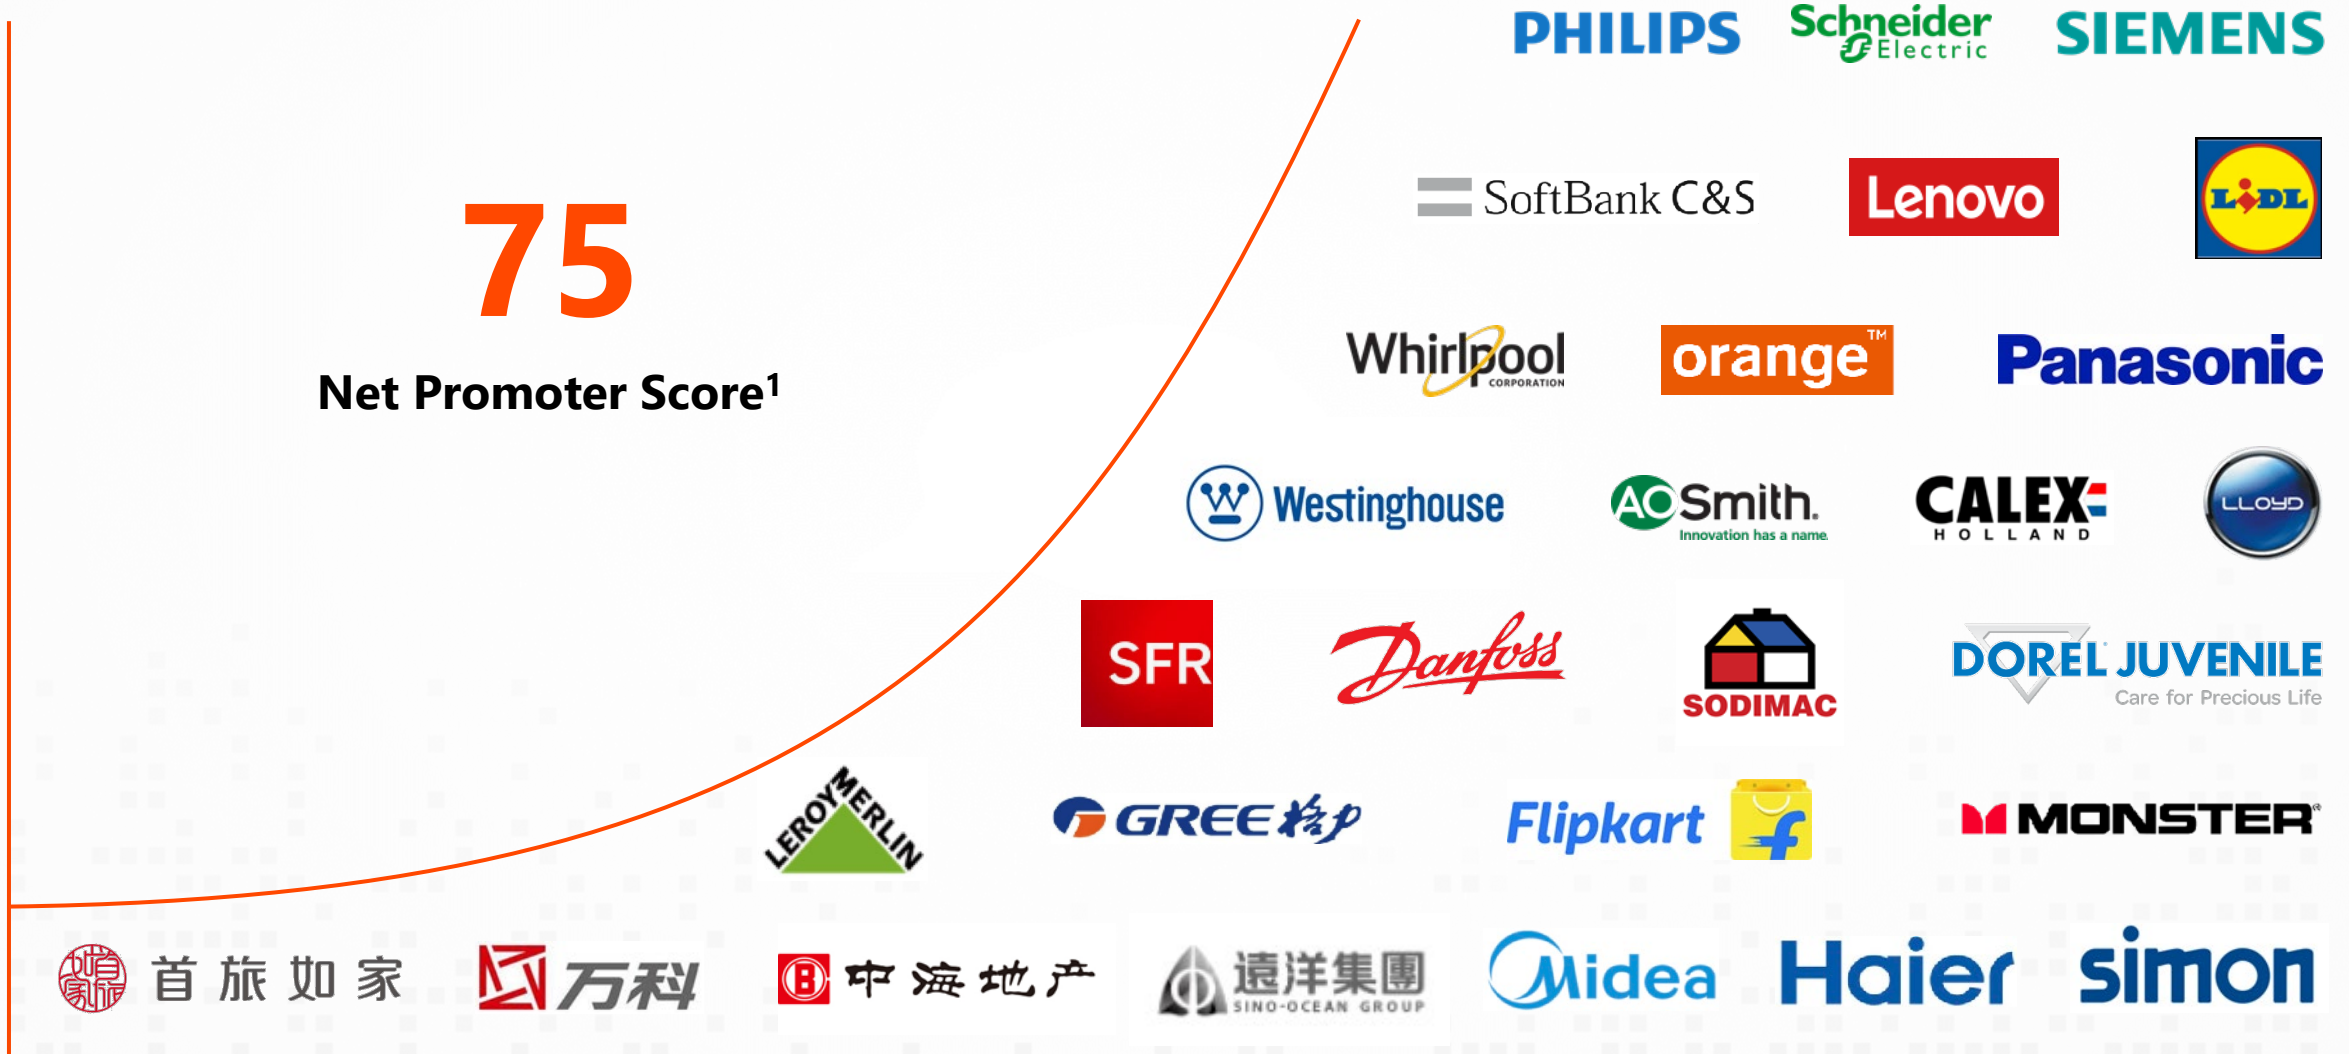 PHILIPS
Schneider
Electric
SIEMENS
75
Net Promoter Score¹
SoftBank C&S
Lenovo
LIDL
Whirlpool
CORPORATION
orange™
Panasonic
Westinghouse
AO Smith.
Innovation has a name.
CALEX
HOLLAND
LLOYD
SFR
Danfoss
SODIMAC
DOREL JUVENILE
Care for Precious Life
LEROY MERLIN
GREE 格力
Flipkart
f
MONSTER®
首旅如家
万科
中海地产
遠洋集團
SINO-OCEAN GROUP
Midea
Haier
simon